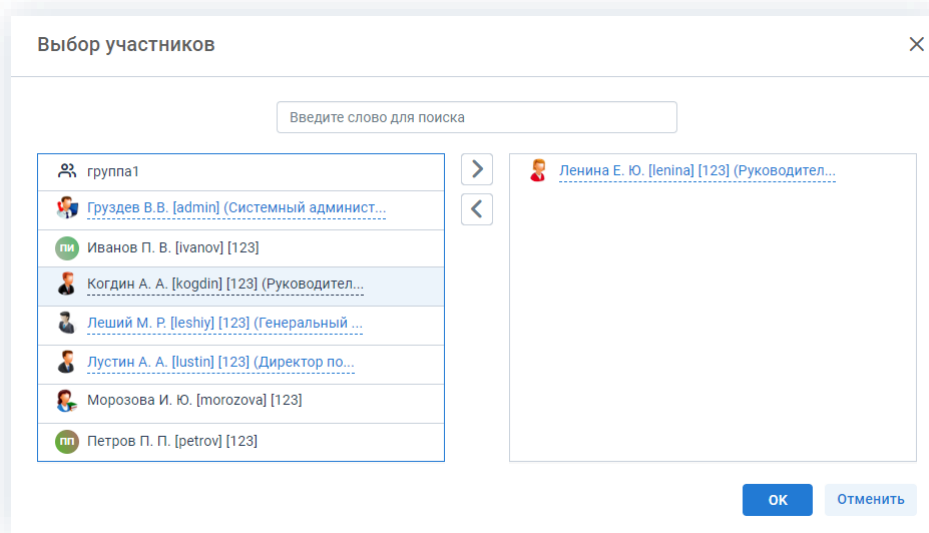 Выбор участников
Введите слово для поиска
группа1
Груздев В.В. [admin] (Системный админист...
ПИ
Иванов П. В. [ivanov] [123]
Когдин А. А. [kogdin] [123] (Руководител...
Леший М. Р. [leshiy] [123] (Генеральный ...
Лустин А. А. [lustin] [123] (Директор по...
Морозова И. Ю. [morozova] [123]
ПП
Петров П. П. [petrov] [123]
Ленина Е. Ю. [lenina] [123] (Руководител...
ОК
Отменить